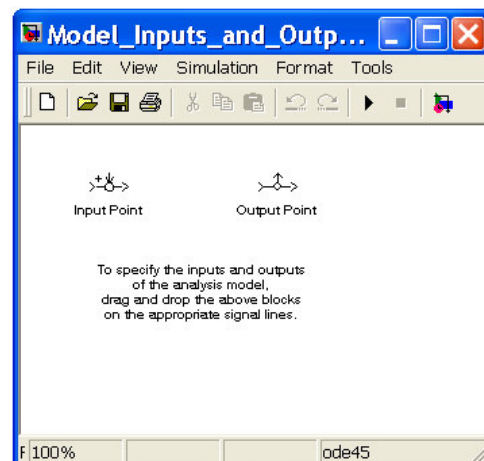 Model_Inputs_and_Outp...
File Edit View Simulation Format Tools
Input Point Output Point
To specify the inputs and outputs
of the analysis model,
drag and drop the above blocks
on the appropriate signal lines.
F 100% ode45